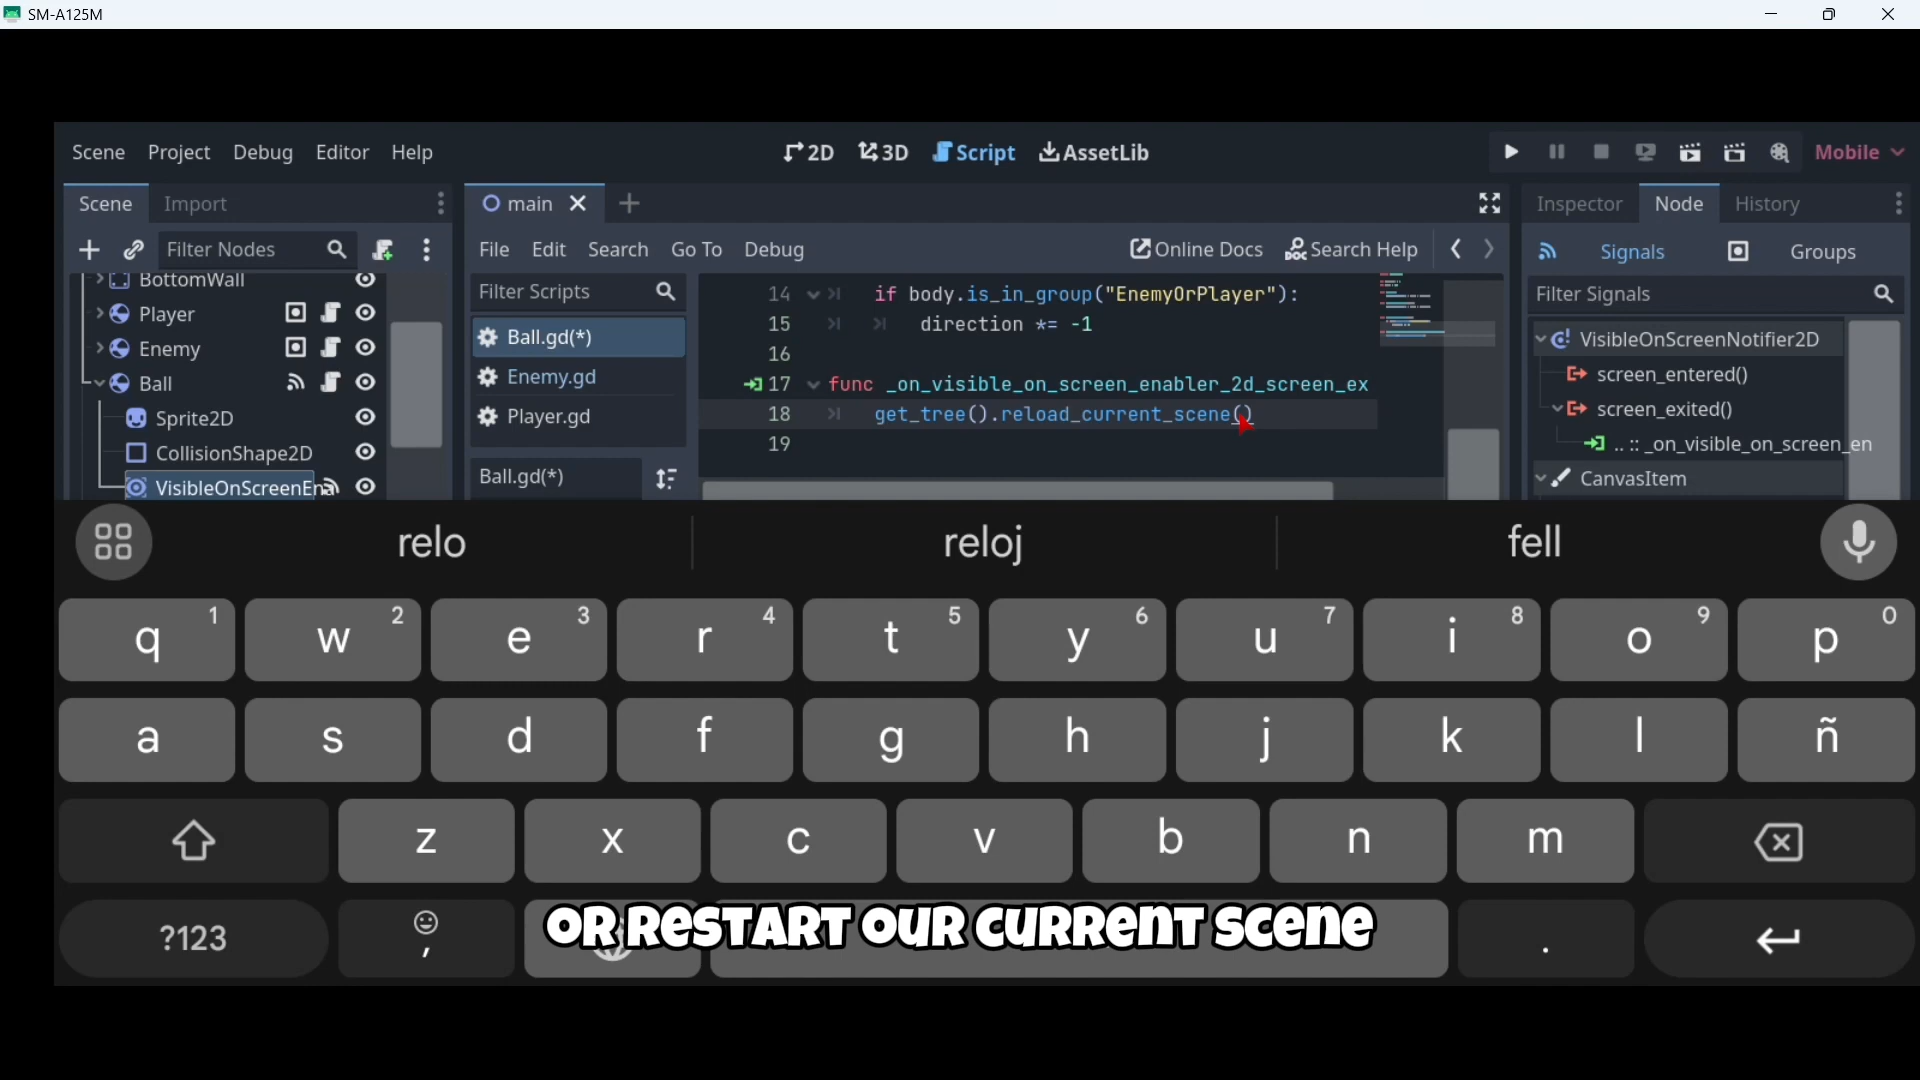 SM-A125M
Scene Project Debug Editor Help
2D 3D Script AssetLib
Mobile
Scene Import
main
Inspector Node History
Filter Nodes
File Edit Search Go To Debug
Online Docs Search Help
Signals Groups
BottomWall
Player
Enemy
Ball
Sprite2D
CollisionShape2D
VisibleOnScreenEna
Filter Scripts
Ball.gd(*)
Enemy.gd
Player.gd
Ball.gd(*)
14 if body.is_in_group("EnemyOrPlayer"):
15 direction *= -1
16
17 func _on_visible_on_screen_enabler_2d_screen_ex
18 get_tree().reload_current_scene()
19
Filter Signals
VisibleOnScreenNotifier2D
screen_entered()
screen_exited()
.. :: _on_visible_on_screen_en
CanvasItem
relo reloj fell
q 1 w 2 e 3 r 4 t 5 y 6 u 7 i 8 o 9 p 0
a s d f g h j k l ñ
z x c v b n m
?123 , .
OR RESTART OUR CURRENT SCENE